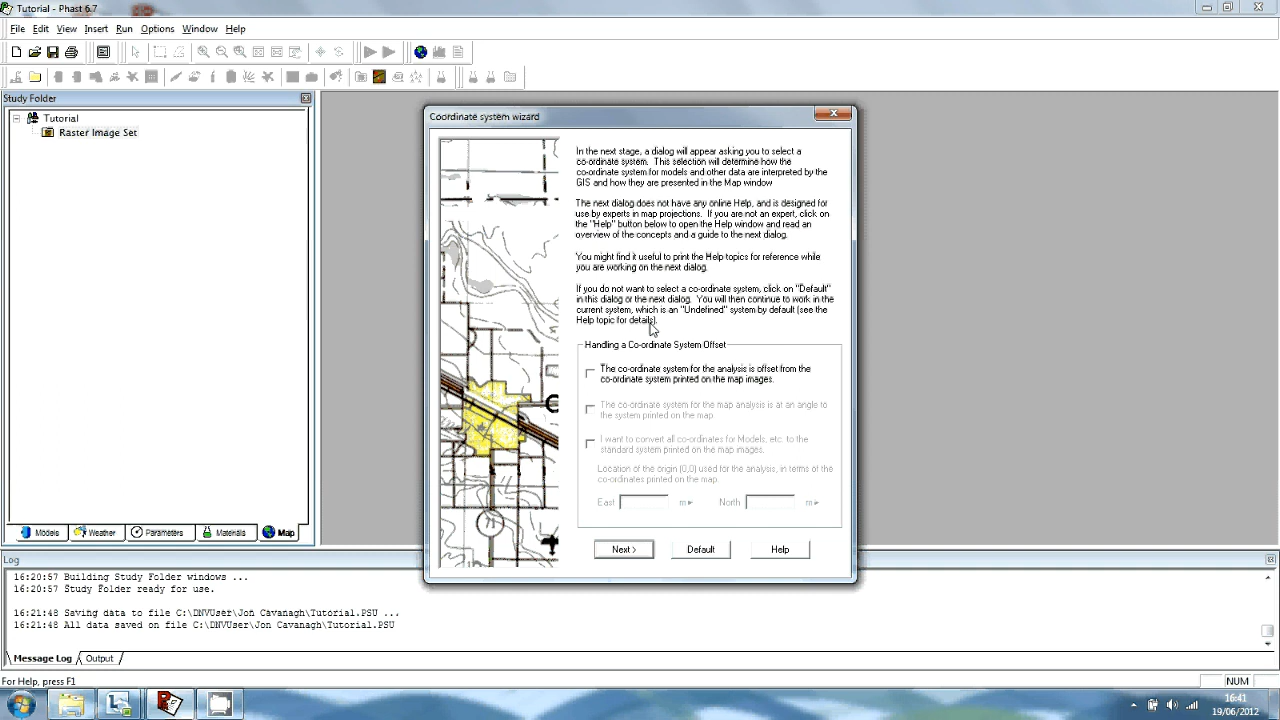 Tutorial - Phast 6.7
File Edit View Insert Run Options Window Help
Study Folder
Tutorial
Raster Image Set
Models Weather Parameters Materials Map
Coordinate system wizard
In the next stage, a dialog will appear asking you to select a
co-ordinate system. This selection will determine how the
co-ordinate system for models and other data are interpreted by the
GIS and how they are presented in the Map window
The next dialog does not have any online Help, and is designed for
use by experts in map projections. If you are not an expert, click on
the "Help" button below to open the Help window and read an
overview of the concepts and a guide to the next dialog.
You might find it useful to print the Help topics for reference while
you are working on the next dialog.
If you do not want to select a co-ordinate system, click on "Default"
in this dialog or the next dialog. You will then continue to work in the
current system, which is an "Undefined" system by default (see the
Help topic for details).
Handling a Co-ordinate System Offset
The co-ordinate system for the analysis is offset from the
co-ordinate system printed on the map images.
The co-ordinate system for the map analysis is at an angle to
the system printed on the map
I want to convert all co-ordinates for Models, etc. to the
standard system printed on the map images.
Location of the origin (0,0) used for the analysis, in terms of the
co-ordinates printed on the map
East m North m
Next > Default Help
Log
16:20:57 Building Study Folder windows ...
16:20:57 Study Folder ready for use.
16:21:48 Saving data to file C:\DNVUser\Jon Cavanagh\Tutorial.PSU ...
16:21:48 All data saved on file C:\DNVUser\Jon Cavanagh\Tutorial.PSU
Message Log Output
For Help, press F1
NUM
16:41
19/06/2012